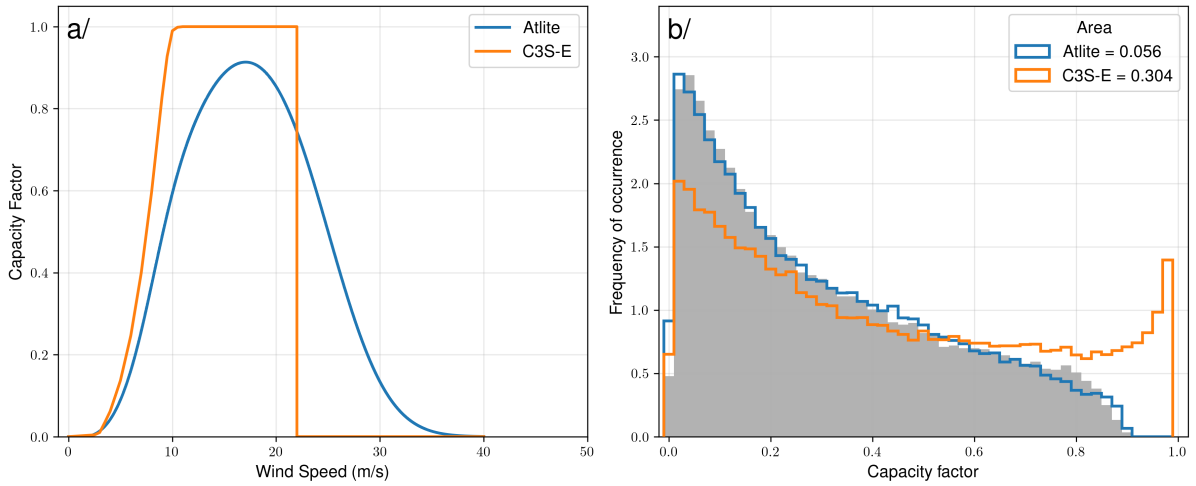 a/
Atlite
C3S-E
Capacity Factor
1.0
0.8
0.6
0.4
0.2
0.0
0
10
20
30
40
50
Wind Speed (m/s)
b/
Area
Atlite = 0.056
C3S-E = 0.304
Frequency of occurrence
3.0
2.5
2.0
1.5
1.0
0.5
0.0
0.0
0.2
0.4
0.6
0.8
1.0
Capacity factor